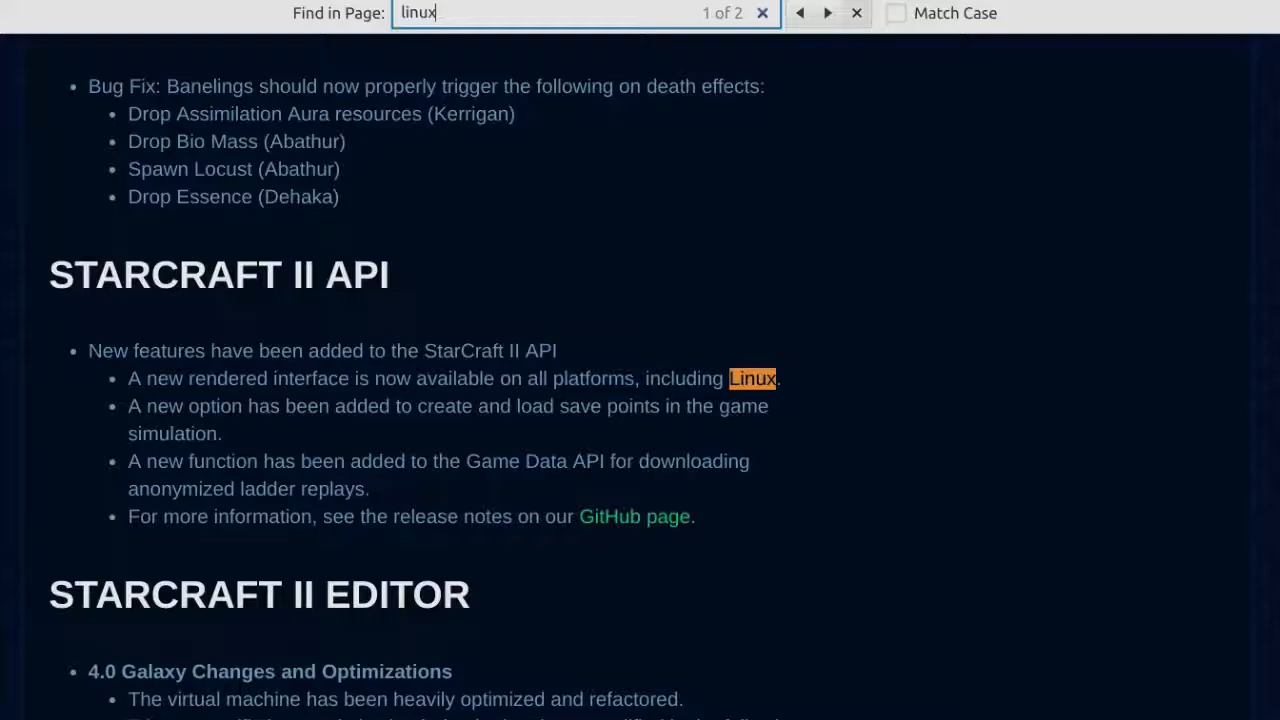 Find in Page: linux 1 of 2 Match Case
Bug Fix: Banelings should now properly trigger the following on death effects:
Drop Assimilation Aura resources (Kerrigan)
Drop Bio Mass (Abathur)
Spawn Locust (Abathur)
Drop Essence (Dehaka)
STARCRAFT II API
New features have been added to the StarCraft II API
A new rendered interface is now available on all platforms, including Linux.
A new option has been added to create and load save points in the game
simulation.
A new function has been added to the Game Data API for downloading
anonymized ladder replays.
For more information, see the release notes on our GitHub page.
STARCRAFT II EDITOR
4.0 Galaxy Changes and Optimizations
The virtual machine has been heavily optimized and refactored.